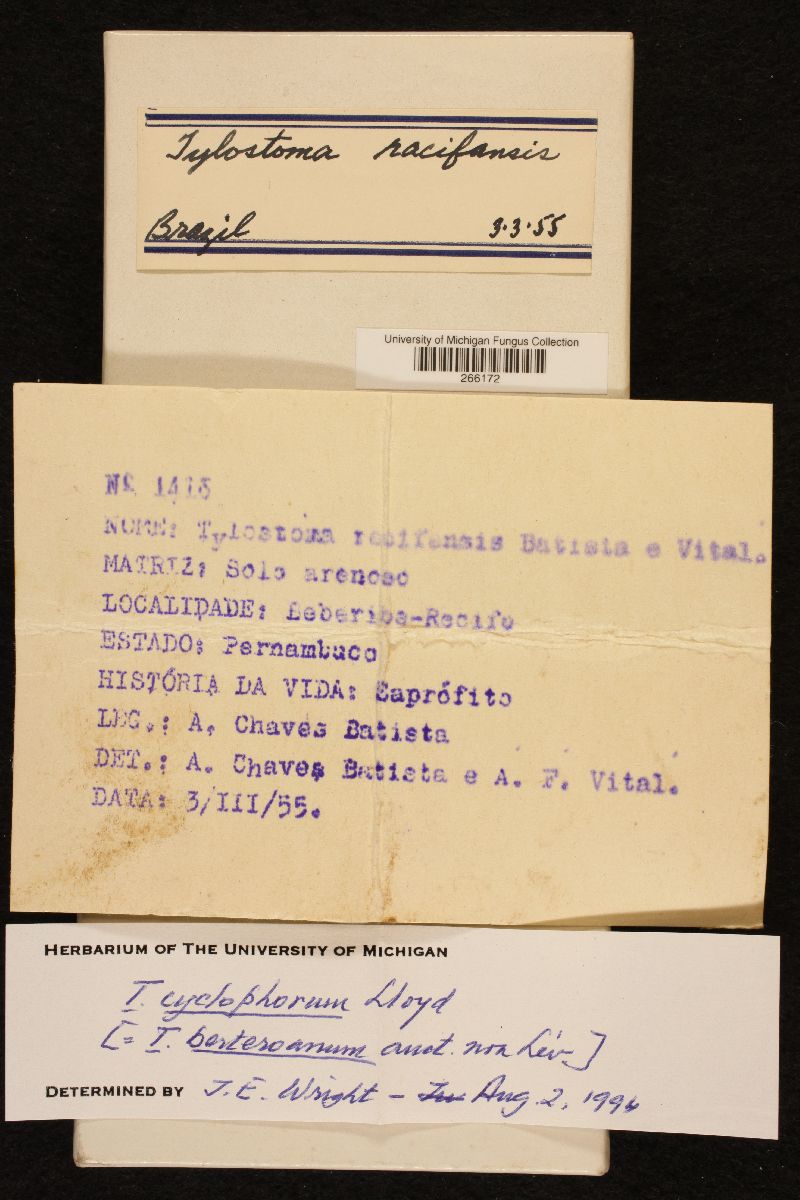 Tylostoma racifansis
Brazil 3·3·55
University of Michigan Fungus Collection
266172
Nº 1415
NOME: Tylostoma racifansis Batista e Vital.
MATRIZ: Solo arenoso
LOCALIDADE: Beberibe-Recife
ESTADO: Pernambuco
HISTÓRIA DA VIDA: Saprófito
LEG.: A. Chaves Batista
DET.: A. Chaves Batista e A. F. Vital.
DATA: 3/III/55.
HERBARIUM OF THE UNIVERSITY OF MICHIGAN
T. cyclophorum Lloyd
[= T. berteroanum auct. non Lév.]
DETERMINED BY J. E. Wright – Aug. 2, 1996